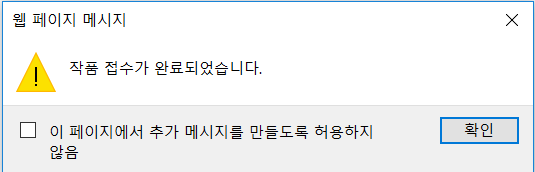 웹 페이지 메시지
작품 접수가 완료되었습니다.
이 페이지에서 추가 메시지를 만들도록 허용하지
않음
확인